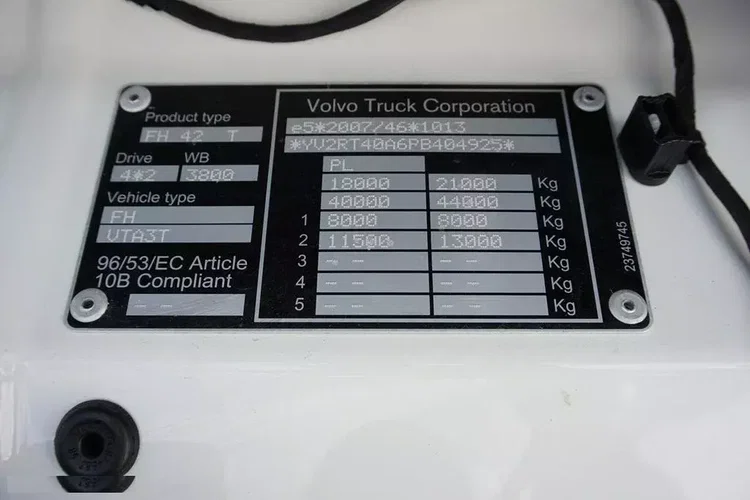 Product type
FH 42 T
Drive WB
4*2 3800
Vehicle type
FH
VTA3T
96/53/EC Article
10B Compliant
-- --
Volvo Truck Corporation
e5*2007/46*1013
*YV2RT40A6PB404925*
PL
18000 21000 Kg
40000 44000 Kg
1 8000 8000 Kg
2 11500 13000 Kg
3 -- -- -- -- Kg
4 -- -- -- -- Kg
5 -- -- -- -- Kg
23749745